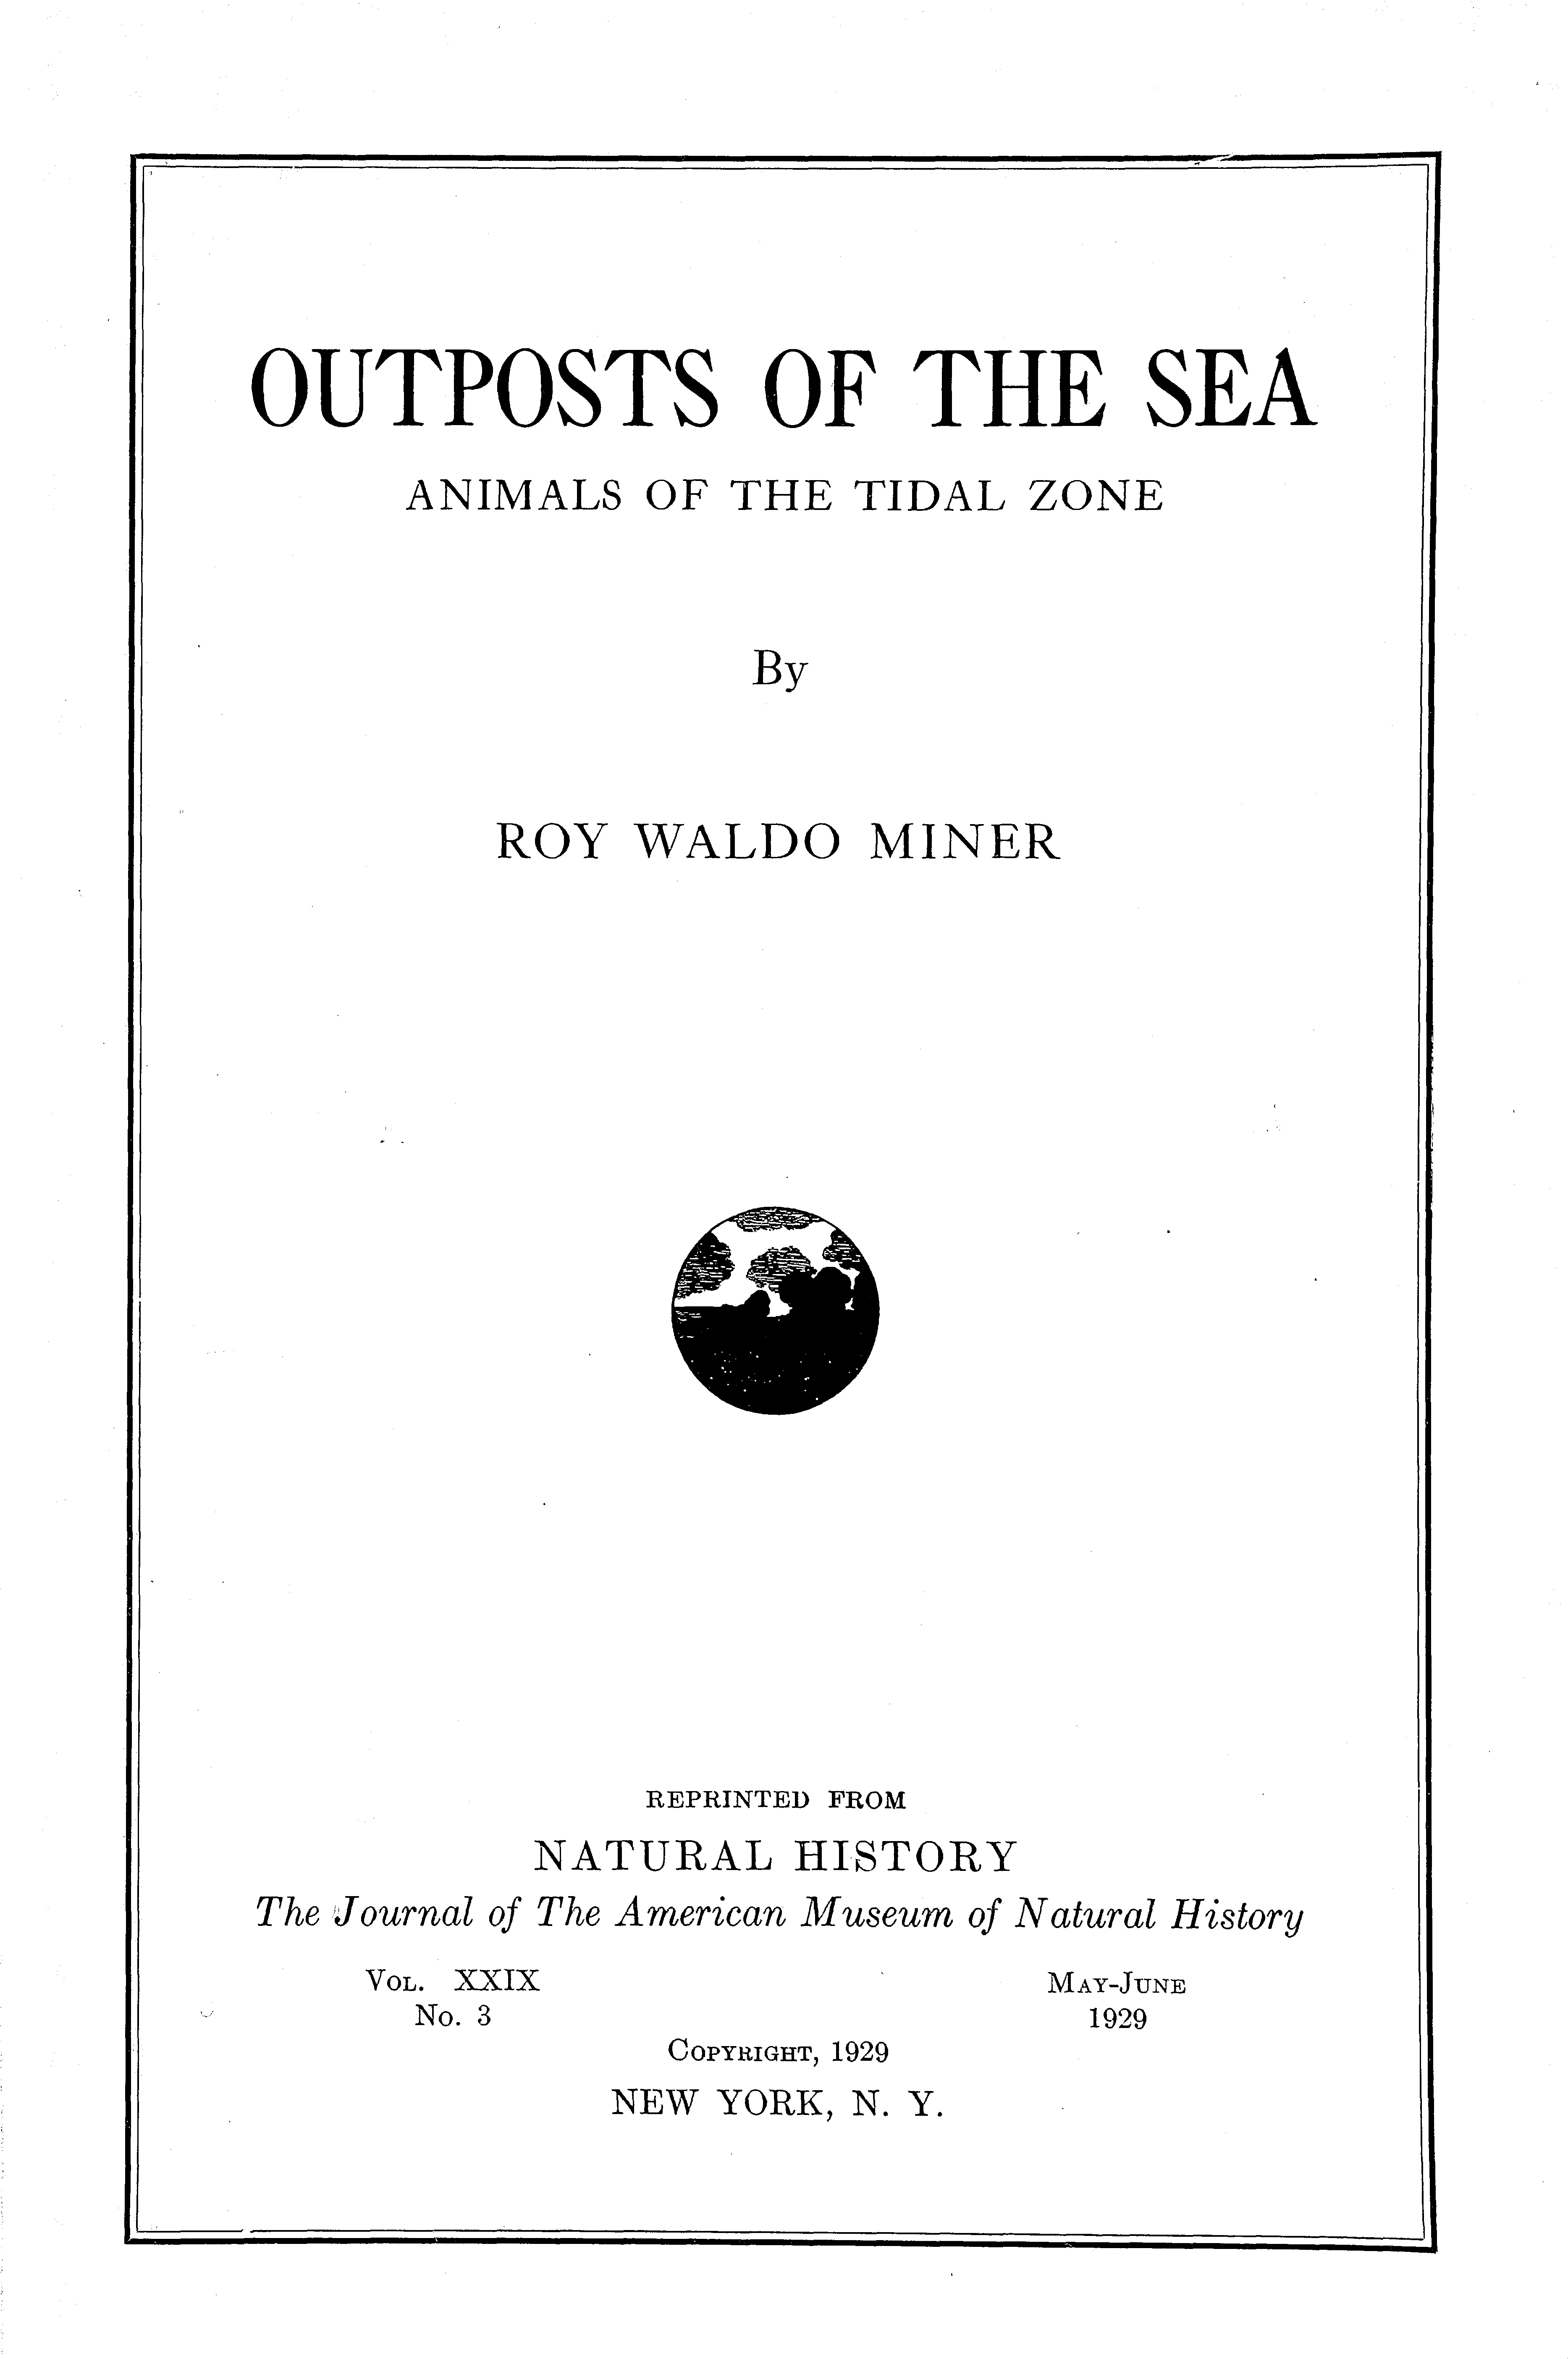 OUTPOSTS OF THE SEA
ANIMALS OF THE TIDAL ZONE
By
ROY WALDO MINER
REPRINTED FROM
NATURAL HISTORY
The Journal of The American Museum of Natural History
VOL. XXIX
No. 3
MAY-JUNE
1929
COPYRIGHT, 1929
NEW YORK, N. Y.